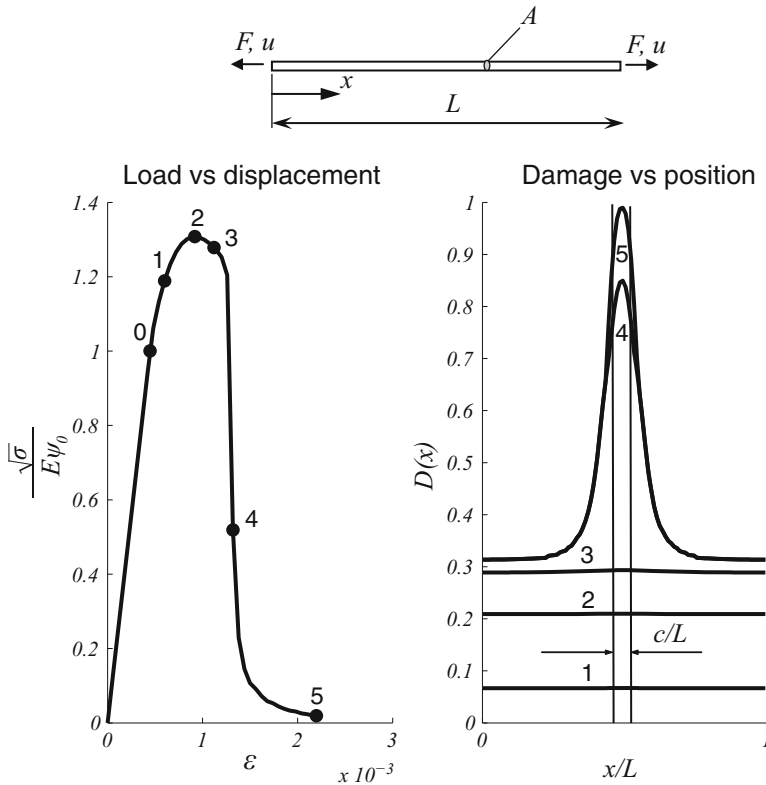 A
F, u
F, u
x
L
Load vs displacement
1.4
1.2
1
0.8
0.6
0.4
0.2
0
0
1
2
3
4
5
√σ
Eψ₀
0
1
2
3
ε
x 10⁻³
Damage vs position
1
0.9
0.8
0.7
0.6
0.5
0.4
0.3
0.2
0.1
0
D(x)
5
4
3
2
c/L
1
0
1
x/L